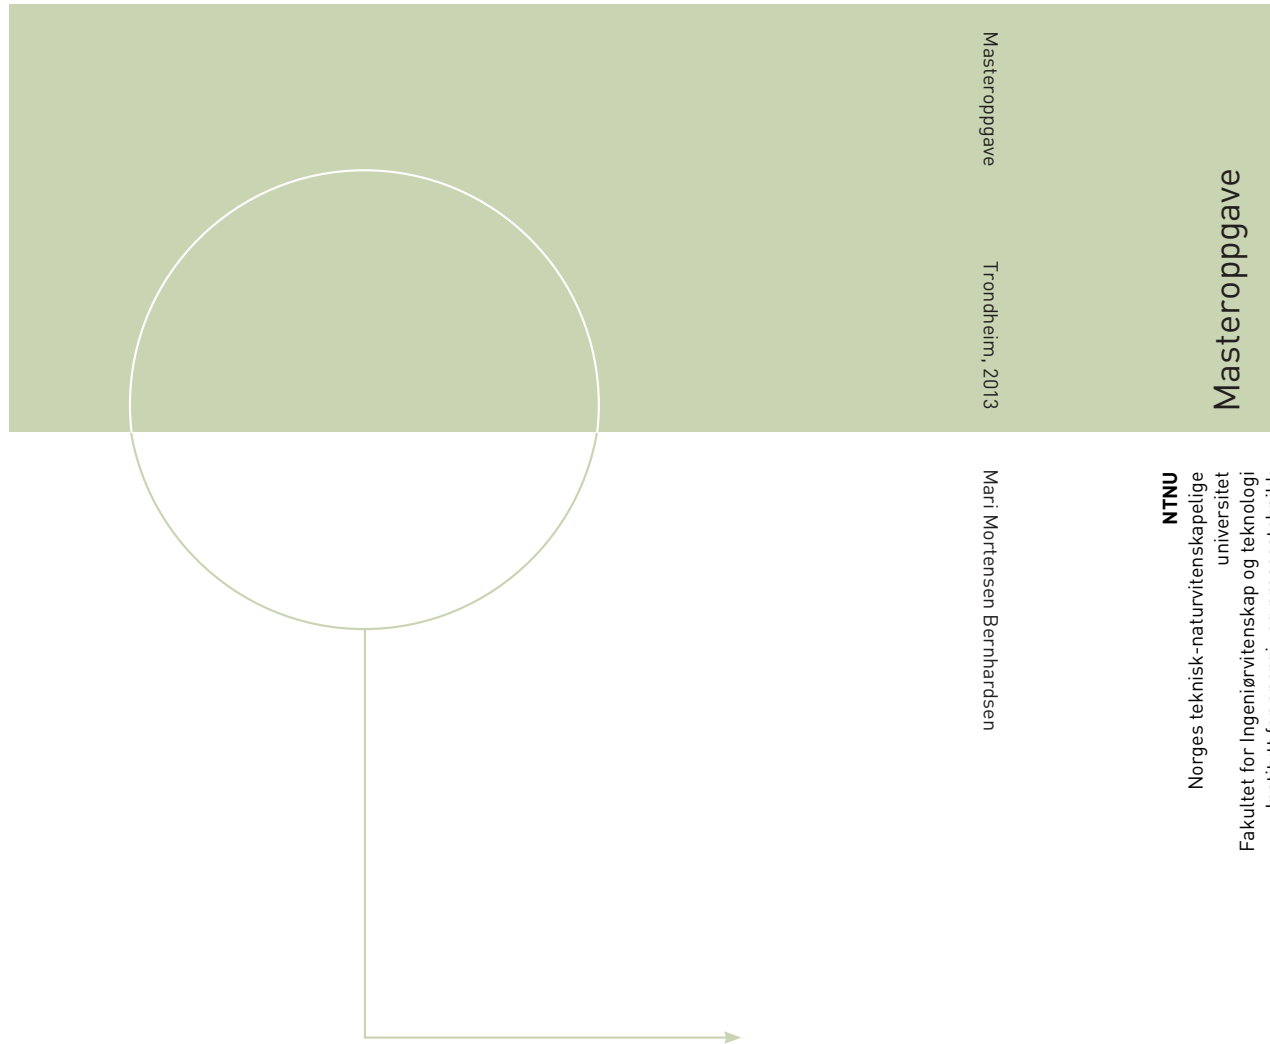 Masteroppgave
Trondheim, 2013
Mari Mortensen Bernhardsen
Masteroppgave
NTNU
Norges teknisk-naturvitenskapelige
universitet
Fakultet for Ingeniørvitenskap og teknologi